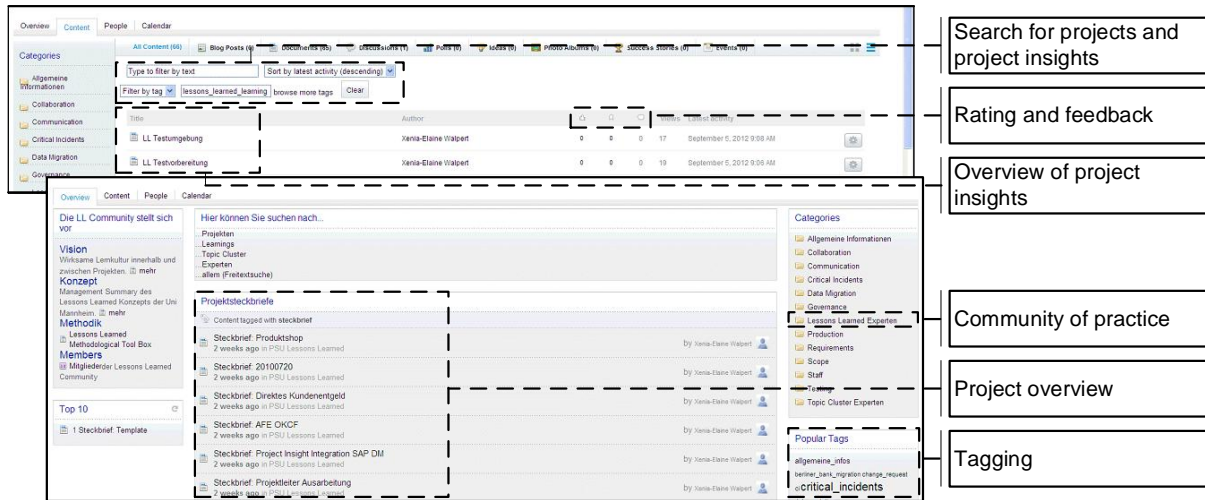 Overview Content People Calendar
Categories
Allgemeine
Informationen
Collaboration
Communication
Critical Incidents
Data Migration
Governance
All Content (66) Blog Posts (0) Documents (65) Discussions (1) Polls (0) Ideas (0) Photo Albums (0) Success Stories (0) Events (0)
Type to filter by text Sort by latest activity (descending)
Filter by tag lessons_learned_learning browse more tags Clear
Title Author Views Latest activity
LL Testumgebung Xenia-Elaine Walpert 0 0 0 17 September 5, 2012 9:08 AM
LL Testvorbereitung Xenia-Elaine Walpert 0 0 0 19 September 5, 2012 9:06 AM
Search for projects and
project insights
Rating and feedback
Overview of project
insights
Community of practice
Project overview
Tagging
Overview Content People Calendar
Die LL Community stellt sich
vor
Vision
Wirksame Lernkultur innerhalb und
zwischen Projekten. mehr
Konzept
Management Summary des
Lessons Learned Konzepts der Uni
Mannheim. mehr
Methodik
Lessons Learned
Methodological Tool Box
Members
Mitgliederder Lessons Learned
Community
Top 10
1 Steckbrief: Template
Hier können Sie suchen nach...
...Projekten
...Learnings
...Topic Cluster
...Experten
...allem (Freitextsuche)
Projektsteckbriefe
Content tagged with steckbrief
Steckbrief: Produktshop
2 weeks ago in PSU Lessons Learned by Xenia-Elaine Walpert
Steckbrief: 20100720
2 weeks ago in PSU Lessons Learned by Xenia-Elaine Walpert
Steckbrief: Direktes Kundenentgeld
2 weeks ago in PSU Lessons Learned by Xenia-Elaine Walpert
Steckbrief: AFE OKCF
2 weeks ago in PSU Lessons Learned by Xenia-Elaine Walpert
Steckbrief: Project Insight Integration SAP DM
2 weeks ago in PSU Lessons Learned by Xenia-Elaine Walpert
Steckbrief: Projektleiter Ausarbeitung
2 weeks ago in PSU Lessons Learned by Xenia-Elaine Walpert
Categories
Allgemeine Informationen
Collaboration
Communication
Critical Incidents
Data Migration
Governance
Lessons Learned Experten
Production
Requirements
Scope
Staff
Testing
Topic Cluster Experten
Popular Tags
allgemeine_infos
berliner_bank_migration change_request
critical_incidents